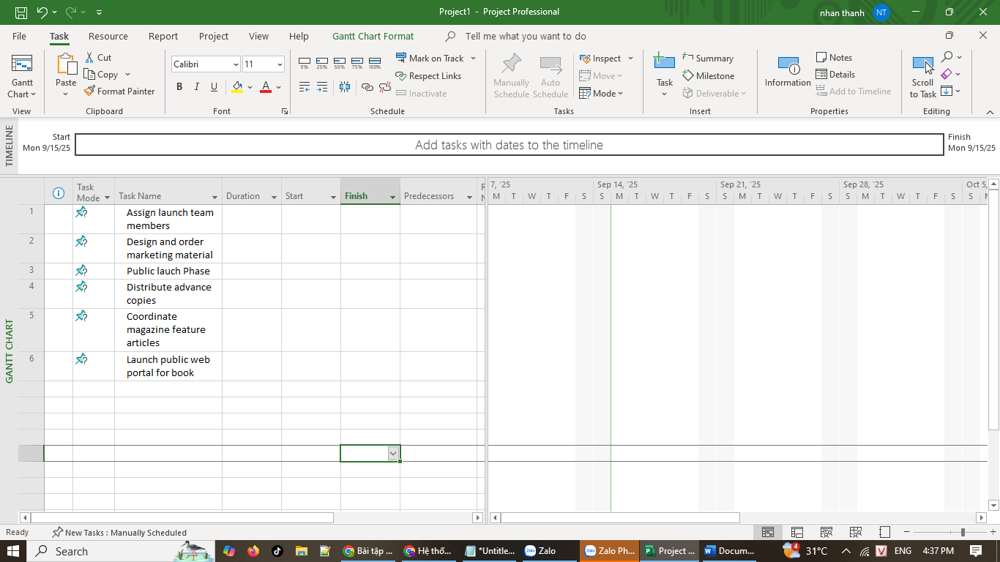 Project1 - Project Professional
nhan thanh
NT
File
Task
Resource
Report
Project
View
Help
Gantt Chart Format
Tell me what you want to do
Gantt
Chart
View
Paste
Cut
Copy
Format Painter
Clipboard
Calibri
11
B I U
A
Font
0% 25% 50% 75% 100%
Mark on Track
Respect Links
Inactivate
Schedule
Manually
Schedule
Auto
Schedule
Inspect
Move
Mode
Tasks
Task
Summary
Milestone
Deliverable
Insert
Information
Notes
Details
Add to Timeline
Properties
Scroll
to Task
Editing
TIMELINE
Start
Mon 9/15/25
Add tasks with dates to the timeline
Finish
Mon 9/15/25
GANTT CHART
Task
Mode
Task Name
Duration
Start
Finish
Predecessors
R
N
7, '25
Sep 14, '25
Sep 21, '25
Sep 28, '25
Oct 5,
M T W T F S S M T W T F S S M T W T F S S M T W T F S S M
1
Assign launch team
members
2
Design and order
marketing material
3
Public lauch Phase
4
Distribute advance
copies
5
Coordinate
magazine feature
articles
6
Launch public web
portal for book
Ready
New Tasks : Manually Scheduled
Search
Bài tập ...
Hệ thố...
*Untitle...
Zalo
Zalo Ph...
Project ...
Docum...
4
31°C
V
ENG
4:37 PM